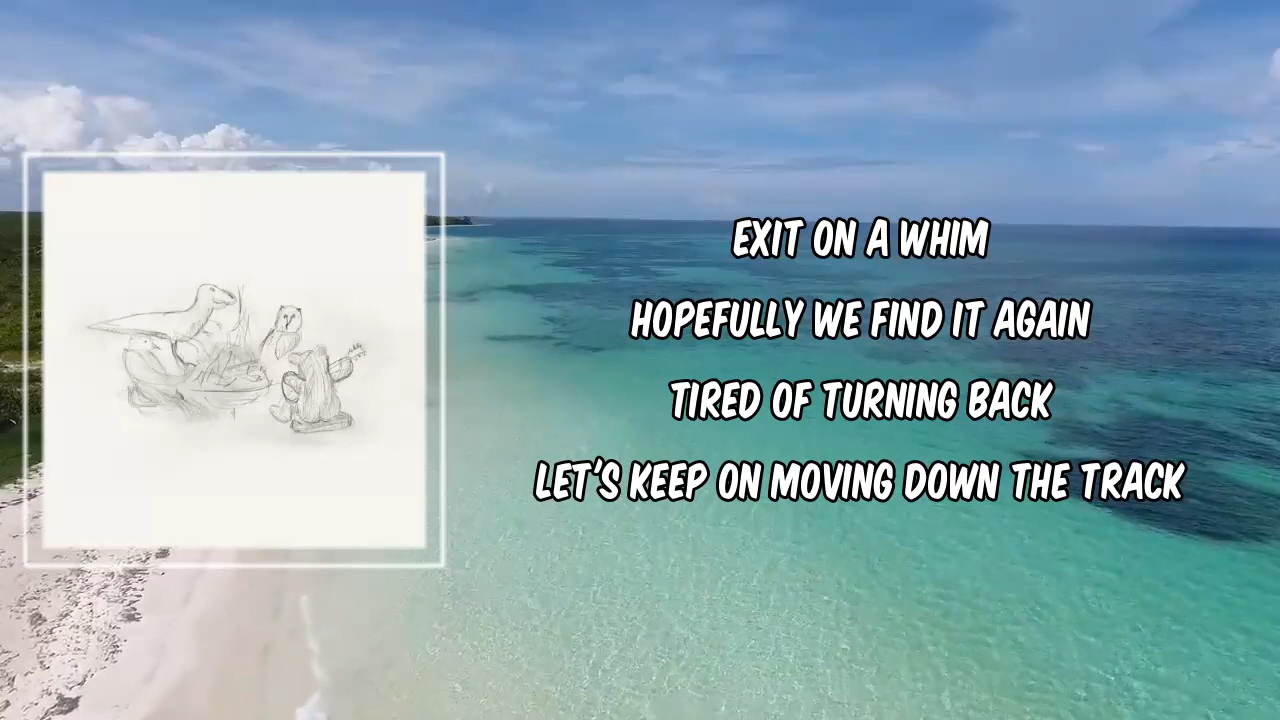 EXIT ON A WHIM
HOPEFULLY WE FIND IT AGAIN
TIRED OF TURNING BACK
LET'S KEEP ON MOVING DOWN THE TRACK